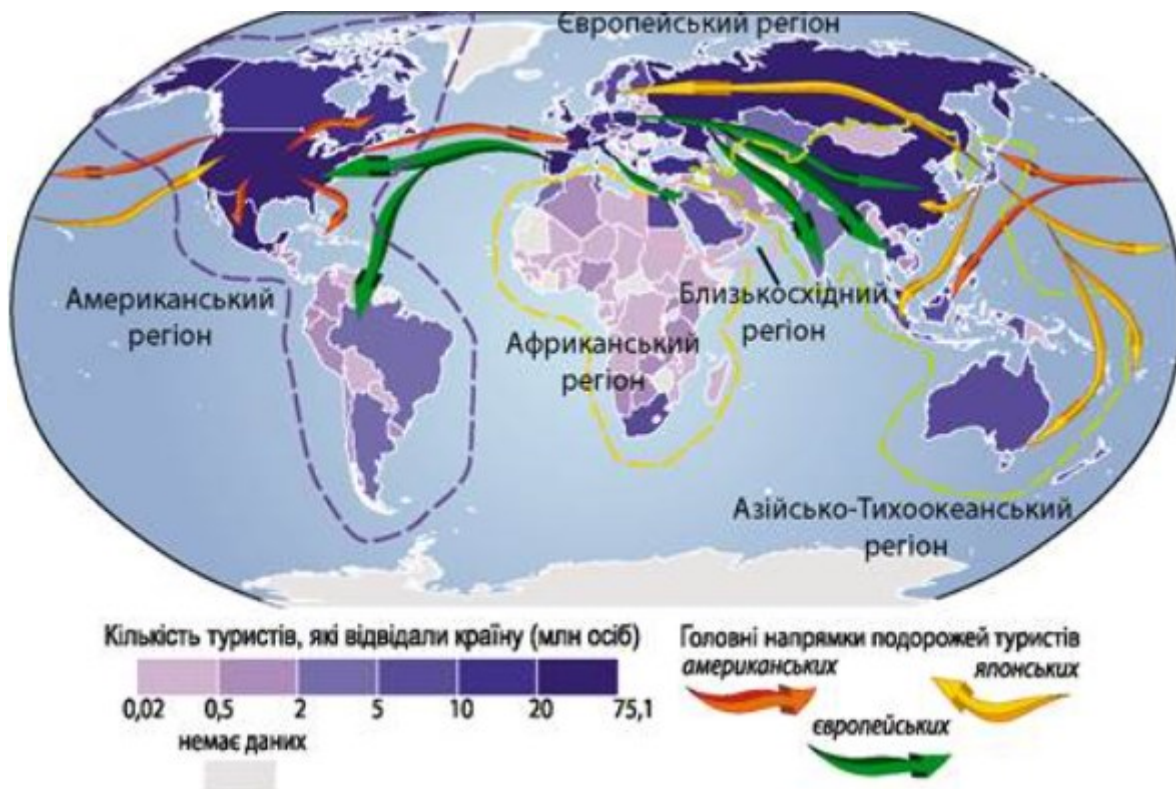 Європейський регіон
Американський
регіон
Африканський
регіон
Близькосхідний
регіон
Азійсько-Тихоокеанський
регіон
Кількість туристів, які відвідали країну (млн осіб)
0,02 0,5 2 5 10 20 75,1
немає даних
Головні напрямки подорожей туристів
американських
японських
європейських